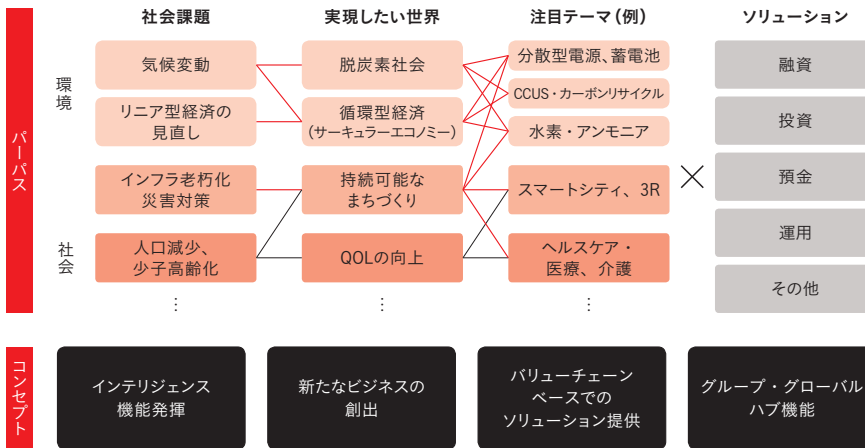 社会課題
実現したい世界
注目テーマ(例)
ソリューション
パーパス
環境
気候変動
脱炭素社会
分散型電源、蓄電池
融資
リニア型経済の
見直し
循環型経済
(サーキュラーエコノミー)
CCUS・カーボンリサイクル
水素・アンモニア
投資
インフラ老朽化
災害対策
持続可能な
まちづくり
スマートシティ、3R
×
預金
社会
人口減少、
少子高齢化
QOLの向上
ヘルスケア・
医療、介護
運用
その他
⋮
⋮
⋮
コンセプト
インテリジェンス
機能発揮
新たなビジネスの
創出
バリューチェーン
ベースでの
ソリューション提供
グループ・グローバル
ハブ機能